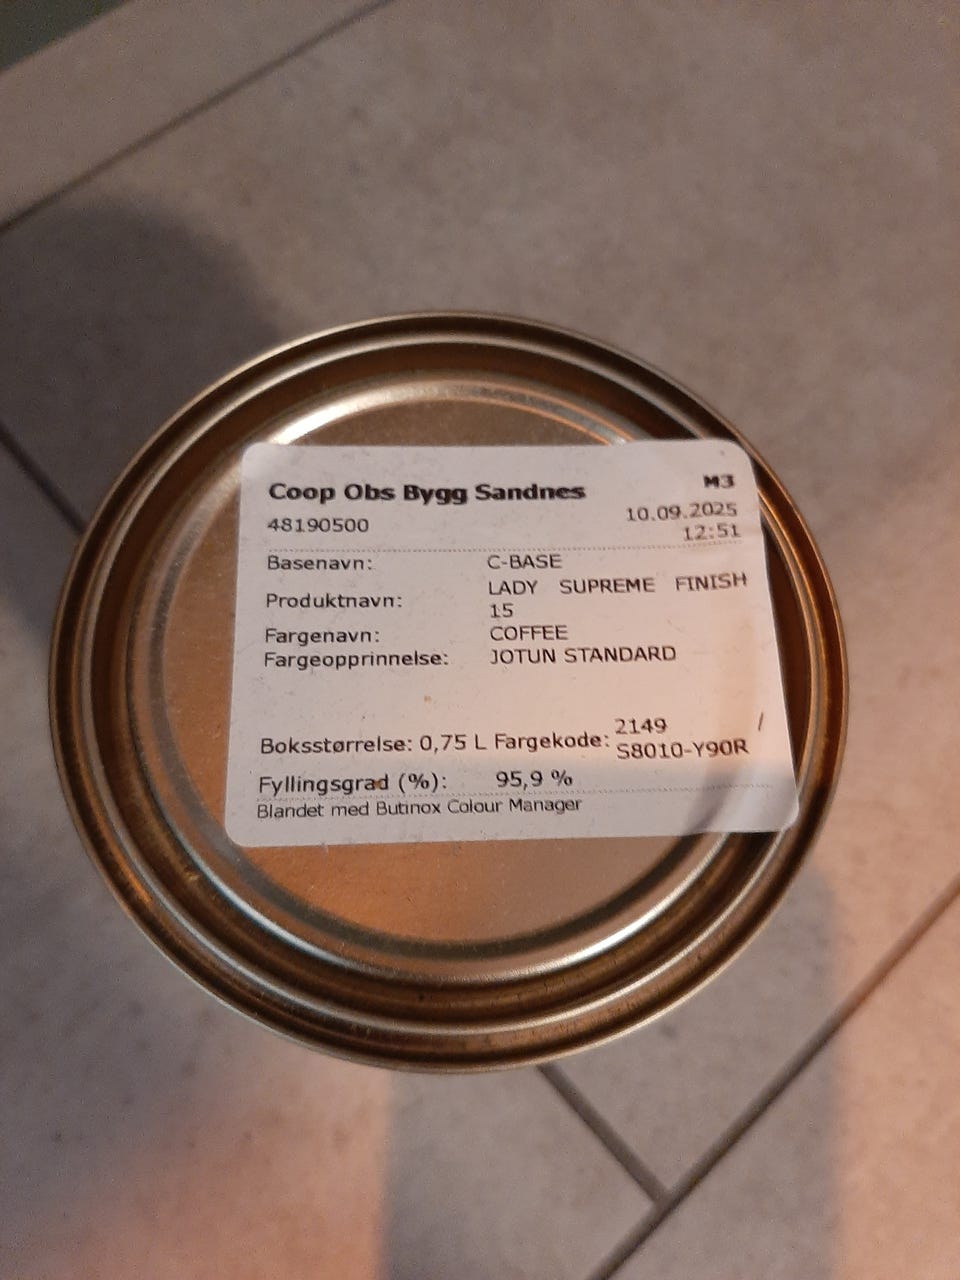 Coop Obs Bygg Sandnes M3
48190500 10.09.2025
12:51
Basenavn: C-BASE
Produktnavn: LADY SUPREME FINISH
15
Fargenavn: COFFEE
Fargeopprinnelse: JOTUN STANDARD
Boksstørrelse: 0,75 L Fargekode: 2149 /
S8010-Y90R
Fyllingsgrad (%): 95,9 %
Blandet med Butinox Colour Manager